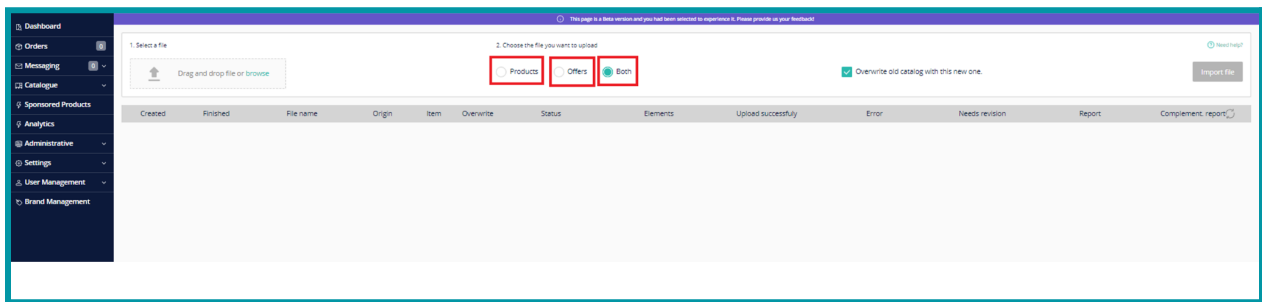 This page is a Beta version and you had been selected to experience it. Please provide us your feedback!
Dashboard
Orders 0
Messaging 0
Catalogue
Sponsored Products
Analytics
Administrative
Settings
User Management
Brand Management
1. Select a file
2. Choose the file you want to upload
Need help?
Drag and drop file or browse
Products Offers Both
Overwrite old catalog with this new one.
Import file
Created Finished File name Origin Item Overwrite Status Elements Upload successfuly Error Needs revision Report Complement. report